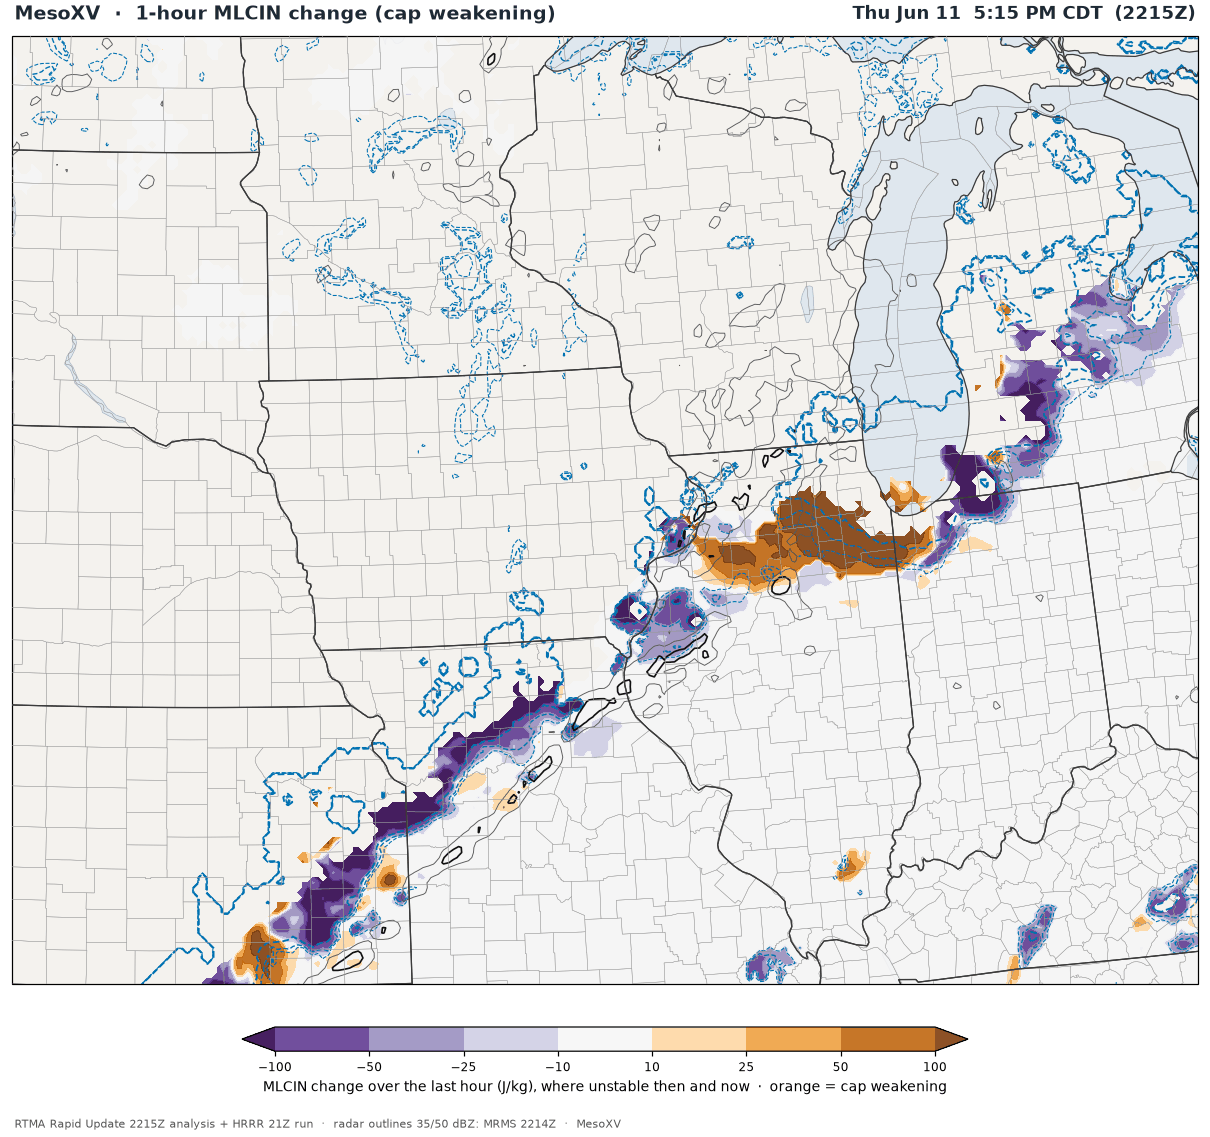 MesoXV · 1-hour MLCIN change (cap weakening)
Thu Jun 11 5:15 PM CDT (2215Z)
−100 −50 −25 −10 10 25 50 100
MLCIN change over the last hour (J/kg), where unstable then and now · orange = cap weakening
RTMA Rapid Update 2215Z analysis + HRRR 21Z run · radar outlines 35/50 dBZ: MRMS 2214Z · MesoXV